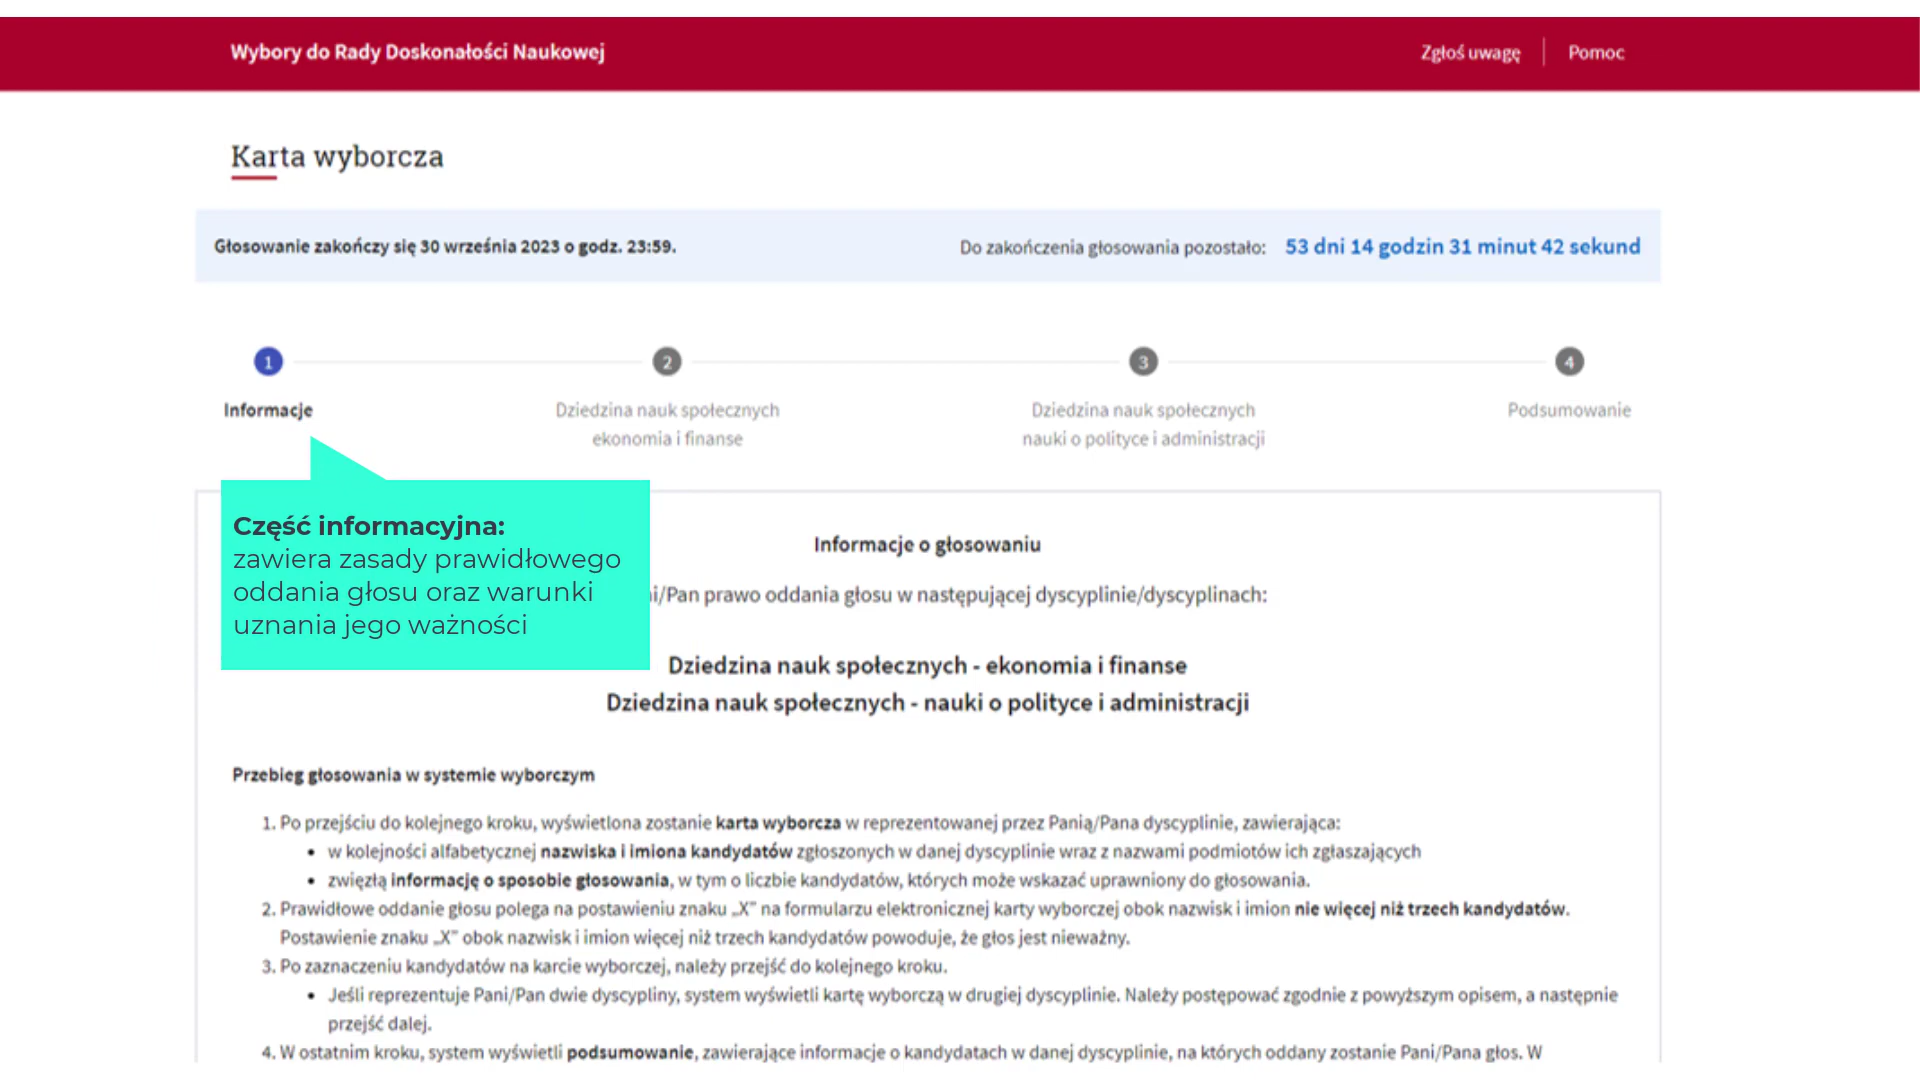 Wybory do Rady Doskonałości Naukowej
Zgłoś uwagę
Pomoc
Karta wyborcza
Głosowanie zakończy się 30 września 2023 o godz. 23:59.
Do zakończenia głosowania pozostało: 53 dni 14 godzin 31 minut 42 sekund
1
2
3
4
Informacje
Dziedzina nauk społecznych
ekonomia i finanse
Dziedzina nauk społecznych
nauki o polityce i administracji
Podsumowanie
Część informacyjna:
zawiera zasady prawidłowego
oddania głosu oraz warunki
uznania jego ważności
Informacje o głosowaniu
/Pan prawo oddania głosu w następującej dyscyplinie/dyscyplinach:
Dziedzina nauk społecznych - ekonomia i finanse
Dziedzina nauk społecznych - nauki o polityce i administracji
Przebieg głosowania w systemie wyborczym
1. Po przejściu do kolejnego kroku, wyświetlona zostanie karta wyborcza w reprezentowanej przez Panią/Pana dyscyplinie, zawierająca:
• w kolejności alfabetycznej nazwiska i imiona kandydatów zgłoszonych w danej dyscyplinie wraz z nazwami podmiotów ich zgłaszających
• zwięzłą informację o sposobie głosowania, w tym o liczbie kandydatów, których może wskazać uprawniony do głosowania.
2. Prawidłowe oddanie głosu polega na postawieniu znaku „X” na formularzu elektronicznej karty wyborczej obok nazwisk i imion nie więcej niż trzech kandydatów.
Postawienie znaku „X” obok nazwisk i imion więcej niż trzech kandydatów powoduje, że głos jest nieważny.
3. Po zaznaczeniu kandydatów na karcie wyborczej, należy przejść do kolejnego kroku.
• Jeśli reprezentuje Pani/Pan dwie dyscypliny, system wyświetli kartę wyborczą w drugiej dyscyplinie. Należy postępować zgodnie z powyższym opisem, a następnie
przejść dalej.
4. W ostatnim kroku, system wyświetli podsumowanie, zawierające informacje o kandydatach w danej dyscyplinie, na których oddany zostanie Pani/Pana głos. W